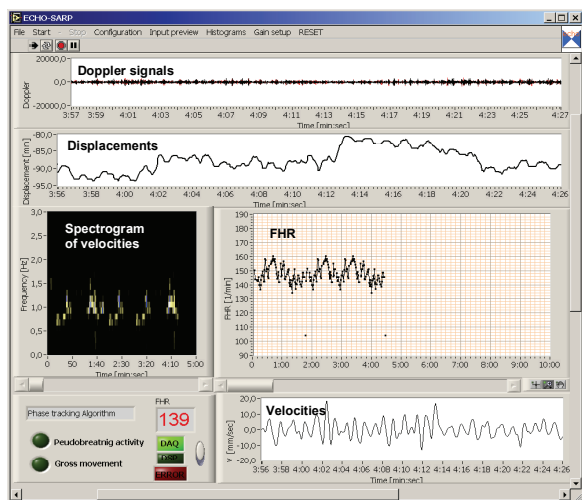 ECHO-SARP
File Start - Stop Configuration Input preview Histograms Gain setup RESET
20000,0
Doppler signals
0,0
Doppler
-20000,0
3:57 3:59 4:01 4:03 4:05 4:07 4:09 4:11 4:13 4:15 4:17 4:19 4:21 4:23 4:25 4:27
Time [min:sec]
-80,0
Displacements
-85,0
-90,0
-95,0
Displacement [mm]
3:56 3:58 4:00 4:02 4:04 4:06 4:08 4:10 4:12 4:14 4:16 4:18 4:20 4:22 4:24 4:26
Time [min:sec]
3,0
Spectrogram
of velocities
2,5
2,0
1,5
1,0
0,5
0,0
Frequency [Hz]
0 50 1:40 2:30 3:20 4:10 5:00
Time [min:sec]
190
FHR
180
170
160
150
140
130
120
110
100
90
FHR [1/min]
0 1:00 2:00 3:00 4:00 5:00 6:00 7:00 8:00 9:00 10:00
Phase tracking Algorithm
FHR
139
Peudobreatnig activity
DAQ
DSP
Gross movement
ERROR
20,0
Velocities
10,0
0,0
-10,0
-20,0
v [mm/sec]
3:56 3:58 4:00 4:02 4:04 4:06 4:08 4:10 4:12 4:14 4:16 4:18 4:20 4:22 4:24 4:26
Time [min:sec]